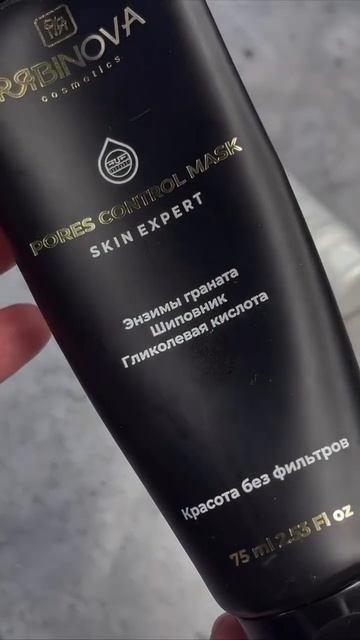 RЯBINOVA
cosmetics
PORES CONTROL MASK
SKIN EXPERT
Энзимы граната
Шиповник
Гликолевая кислота
Красота без фильтров
75 ml 2.53 Fl oz